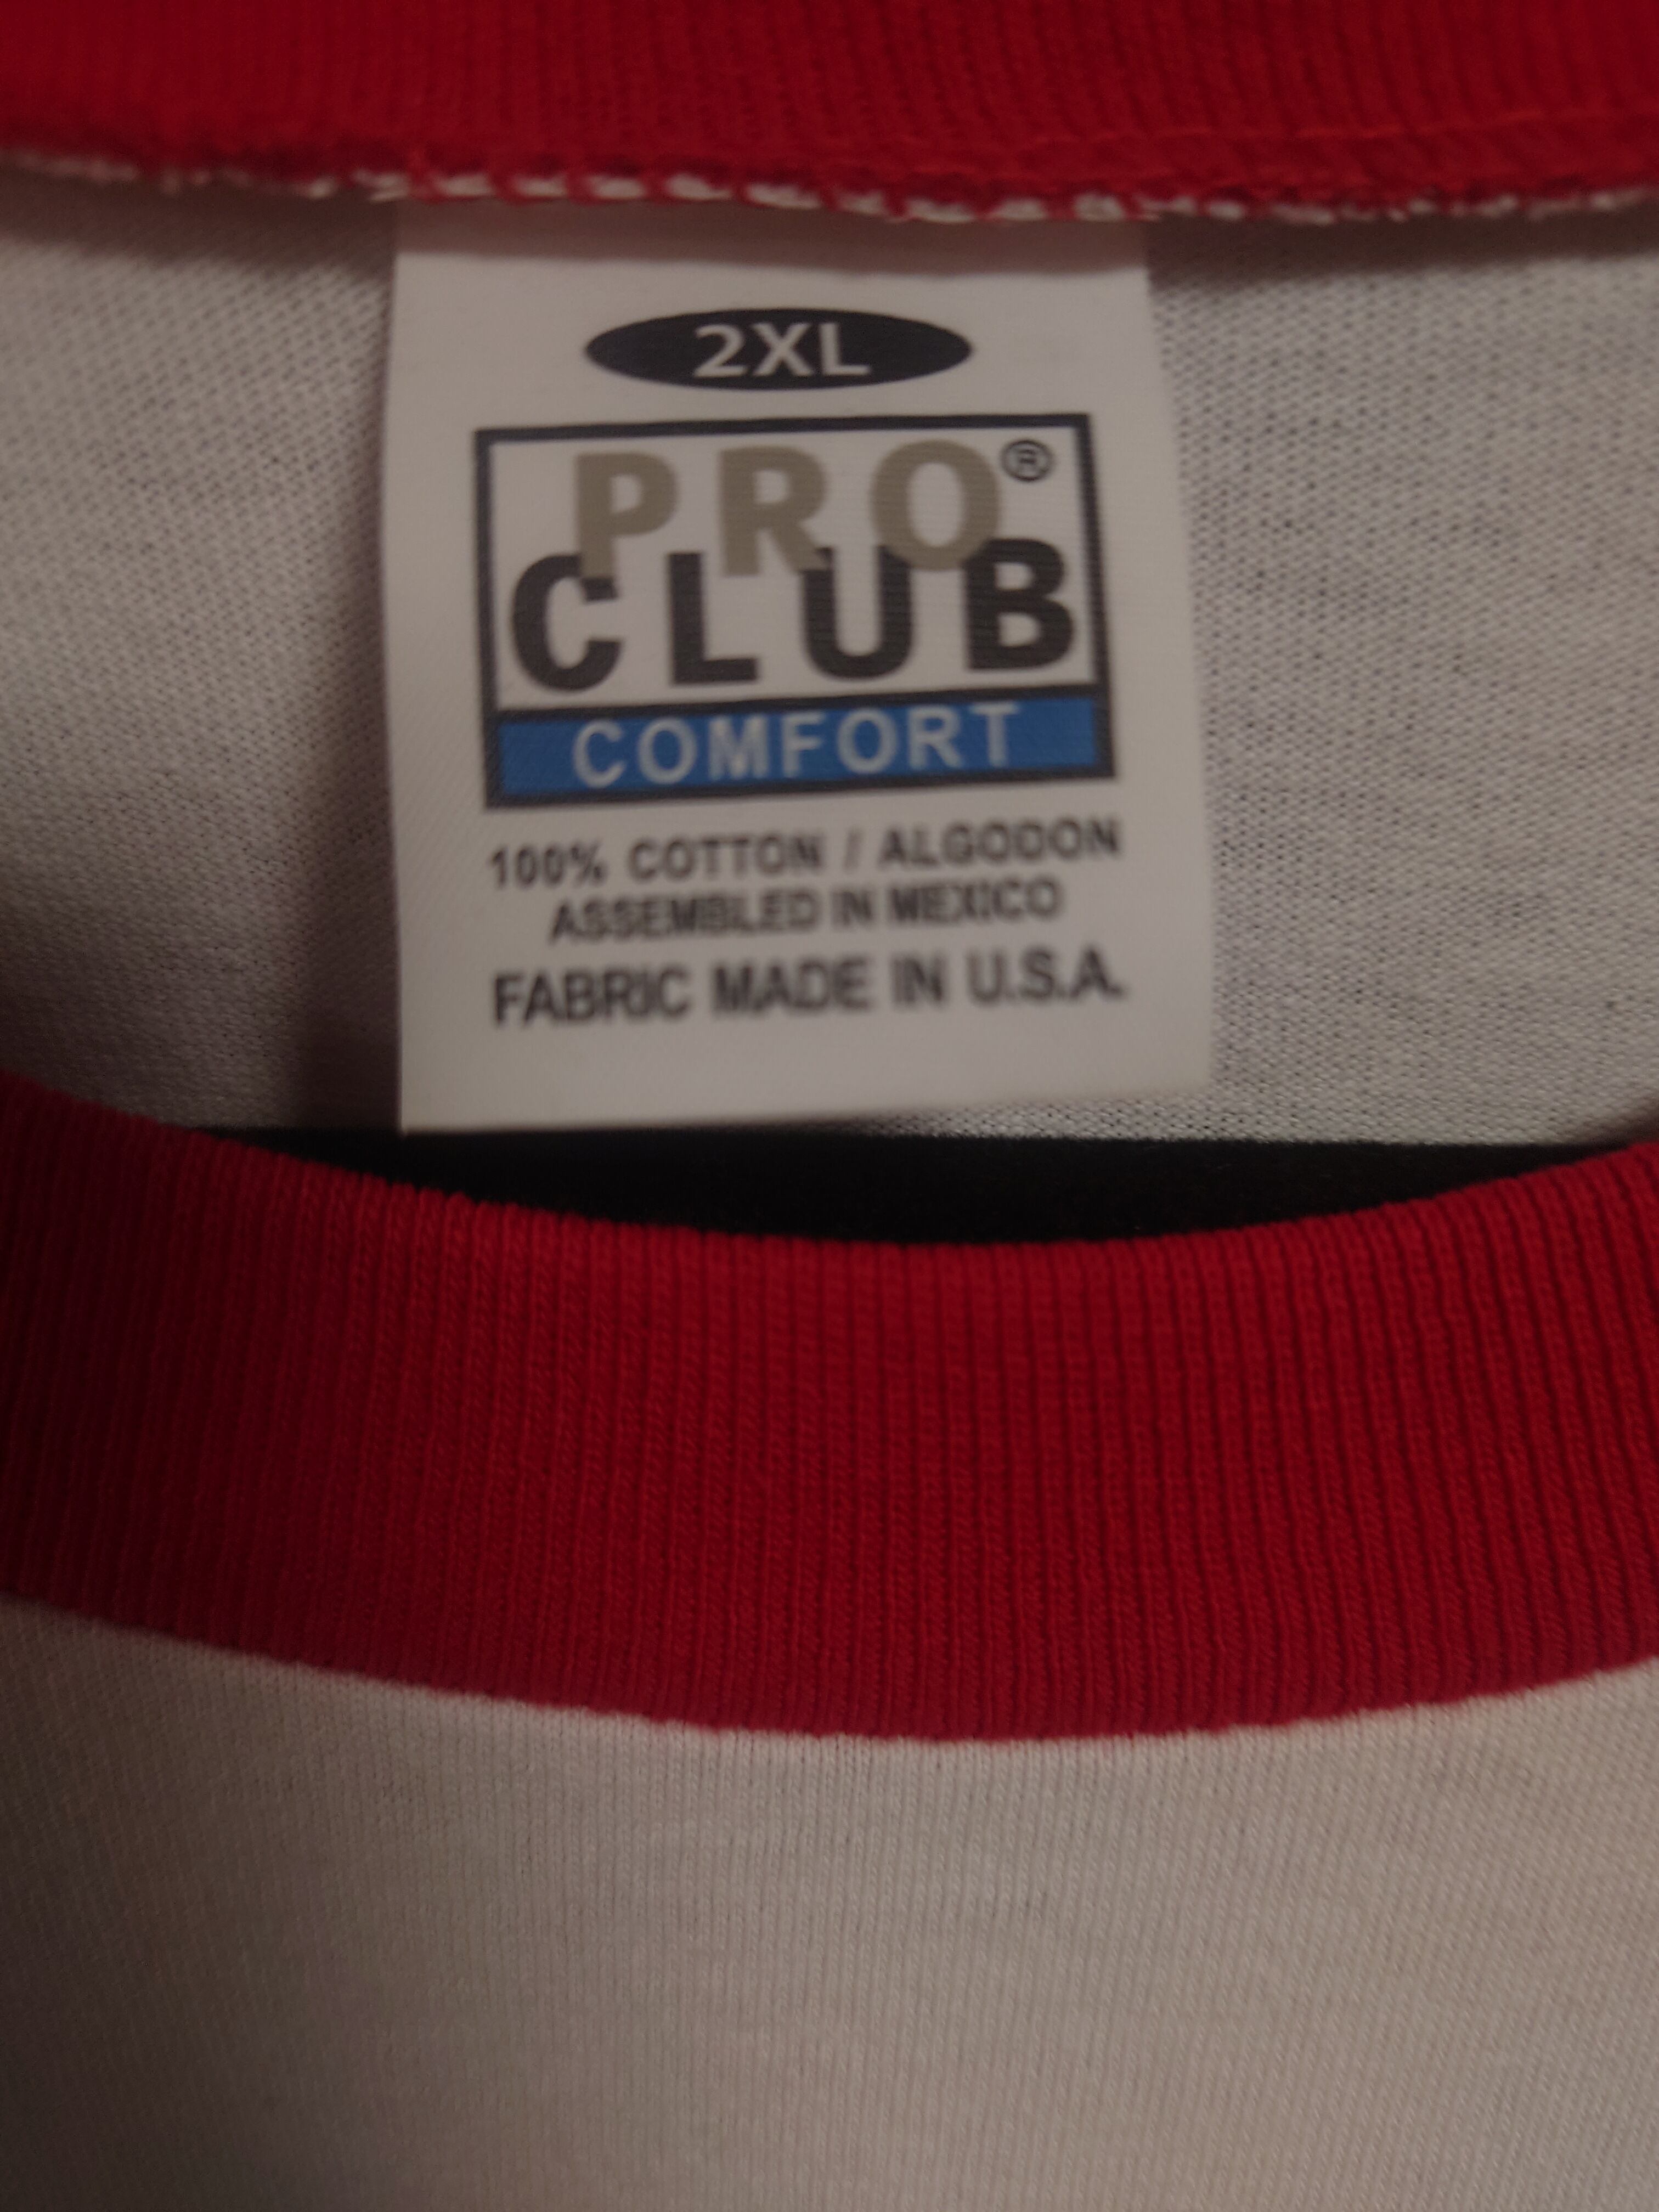 2XL
PRO®
CLUB
COMFORT
100% COTTON / ALGODON
ASSEMBLED IN MEXICO
FABRIC MADE IN U.S.A.